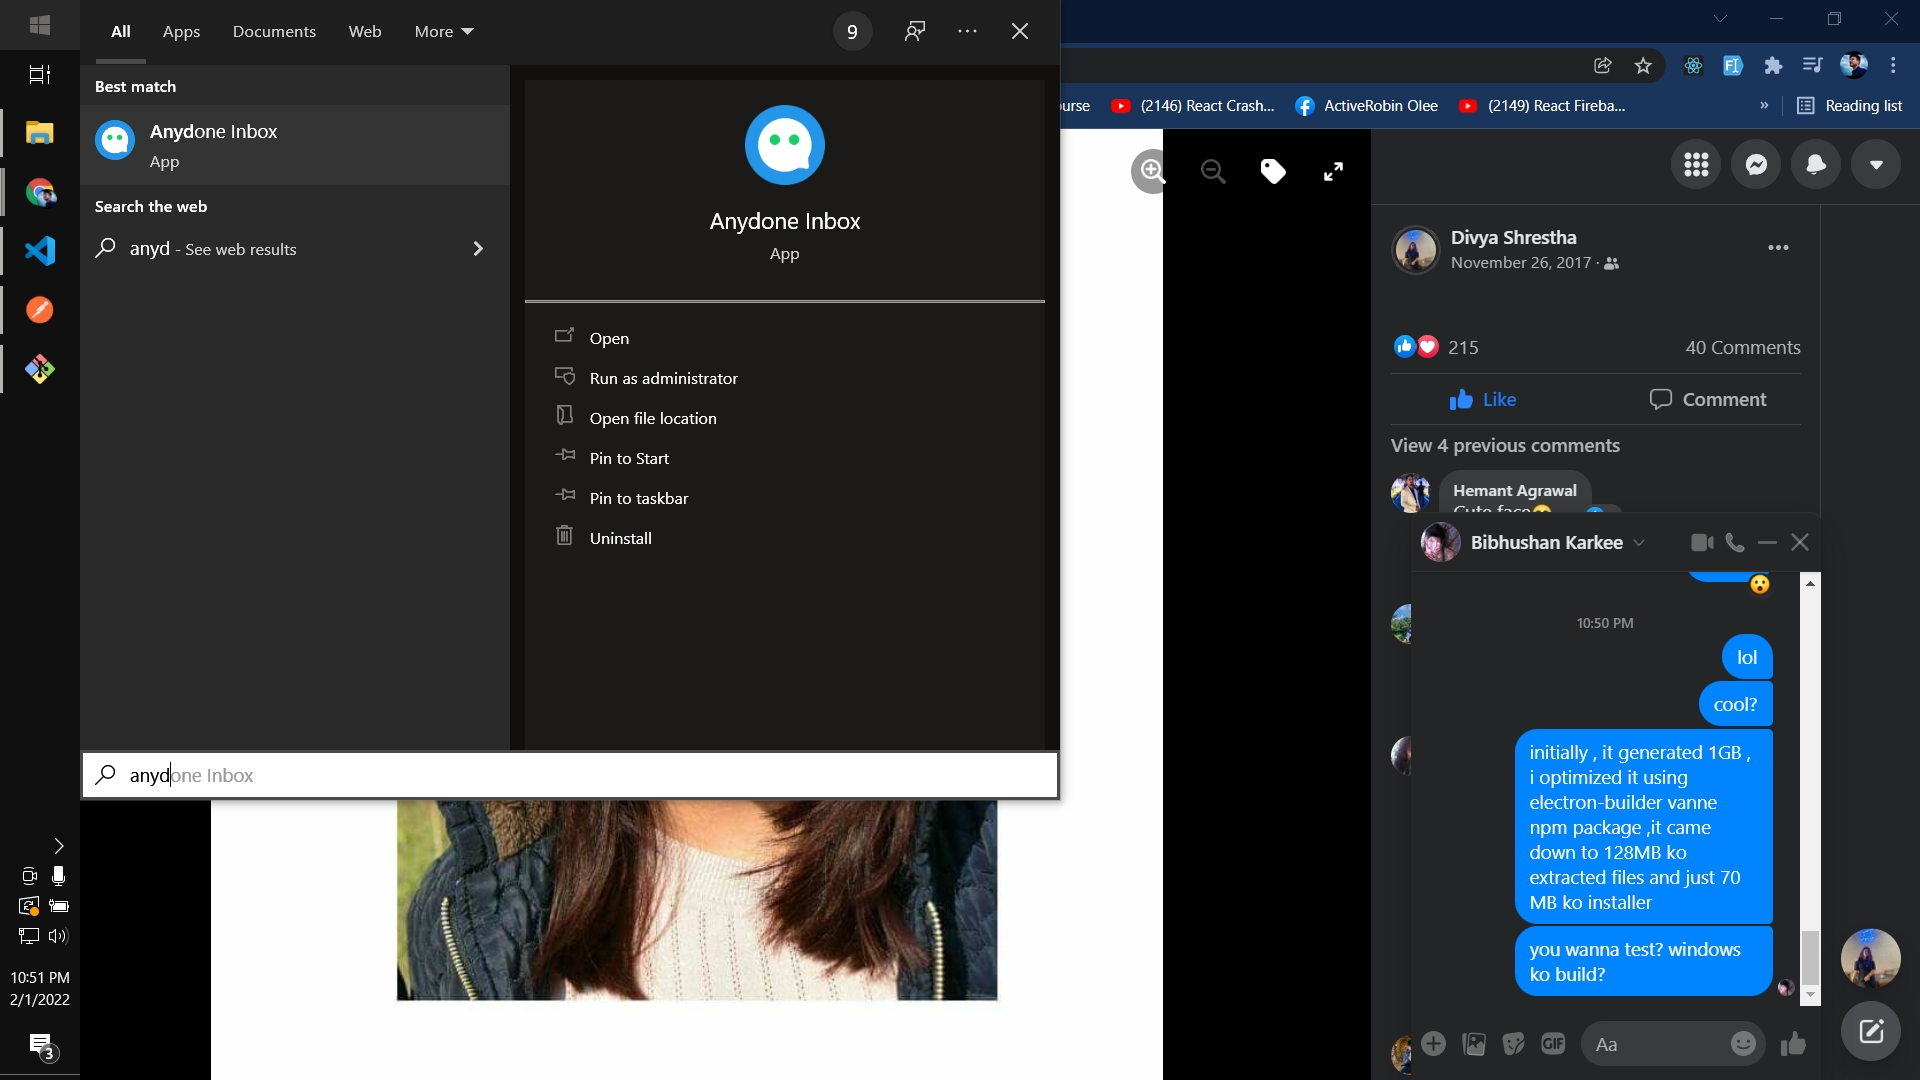 All Apps Documents Web More 9
Best match
Anydone Inbox
App
Search the web
anyd - See web results
Anydone Inbox
App
Open
Run as administrator
Open file location
Pin to Start
Pin to taskbar
Uninstall
anydone Inbox
10:51 PM
2/1/2022
3
urse (2146) React Crash... ActiveRobin Olee (2149) React Fireba... » Reading list
Divya Shrestha
November 26, 2017 ·
215 40 Comments
Like Comment
View 4 previous comments
Hemant Agrawal
Cute face
Bibhushan Karkee
10:50 PM
lol
cool?
initially , it generated 1GB ,
i optimized it using
electron-builder vanne
npm package ,it came
down to 128MB ko
extracted files and just 70
MB ko installer
you wanna test? windows
ko build?
GIF Aa